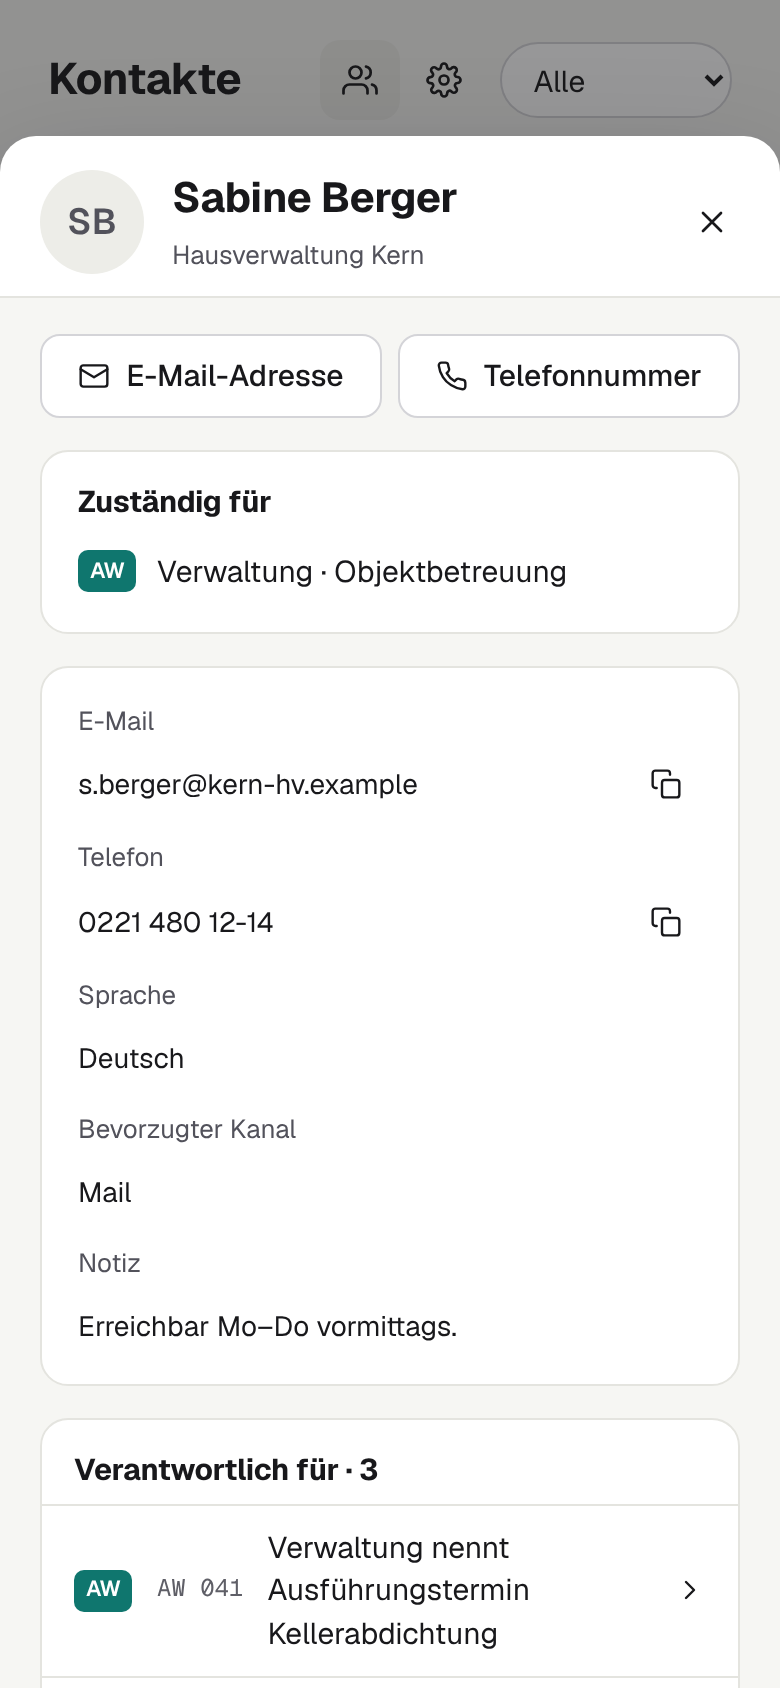 Kontakte
Alle
SB
Sabine Berger
Hausverwaltung Kern
E-Mail-Adresse
Telefonnummer
Zuständig für
AW Verwaltung · Objektbetreuung
E-Mail
s.berger@kern-hv.example
Telefon
0221 480 12-14
Sprache
Deutsch
Bevorzugter Kanal
Mail
Notiz
Erreichbar Mo–Do vormittags.
Verantwortlich für · 3
AW AW 041
Verwaltung nennt
Ausführungstermin
Kellerabdichtung